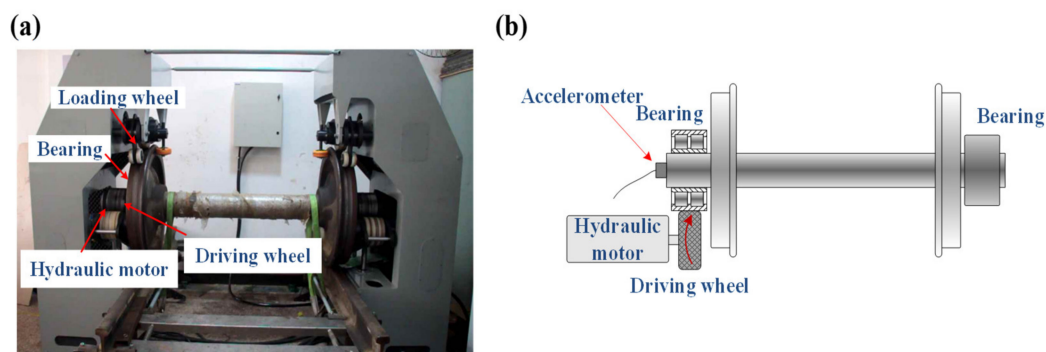 (a)
Loading wheel
Bearing
Driving wheel
Hydraulic motor
(b)
Accelerometer
Bearing
Bearing
Hydraulic
motor
Driving wheel